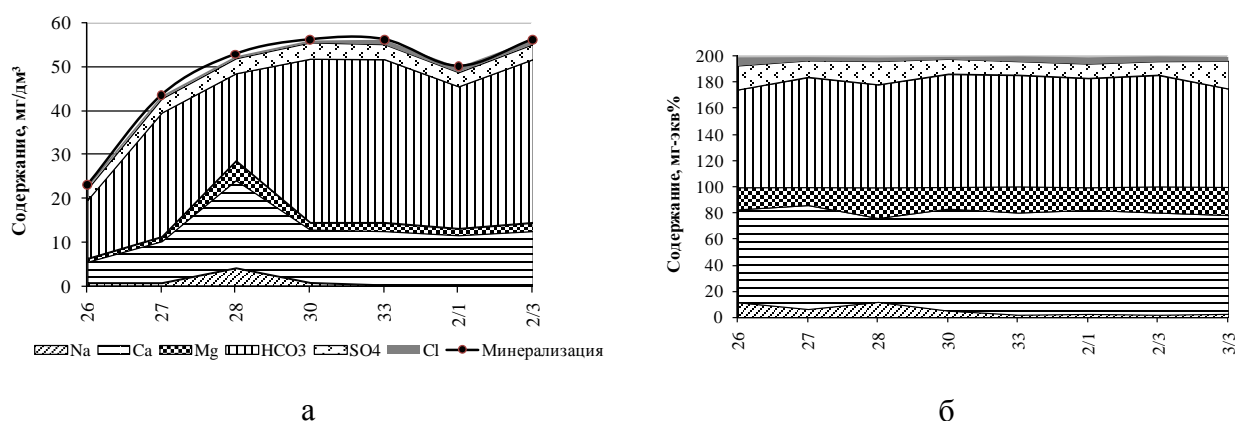 Содержание, мг/дм³
60
50
40
30
20
10
0
26 27 28 30 33 2/1 2/3
Na Ca Mg HCO3 SO4 Cl Минерализация
а
Содержание, мг-экв%
200
180
160
140
120
100
80
60
40
20
0
26 27 28 30 33 2/1 2/3 3/3
б